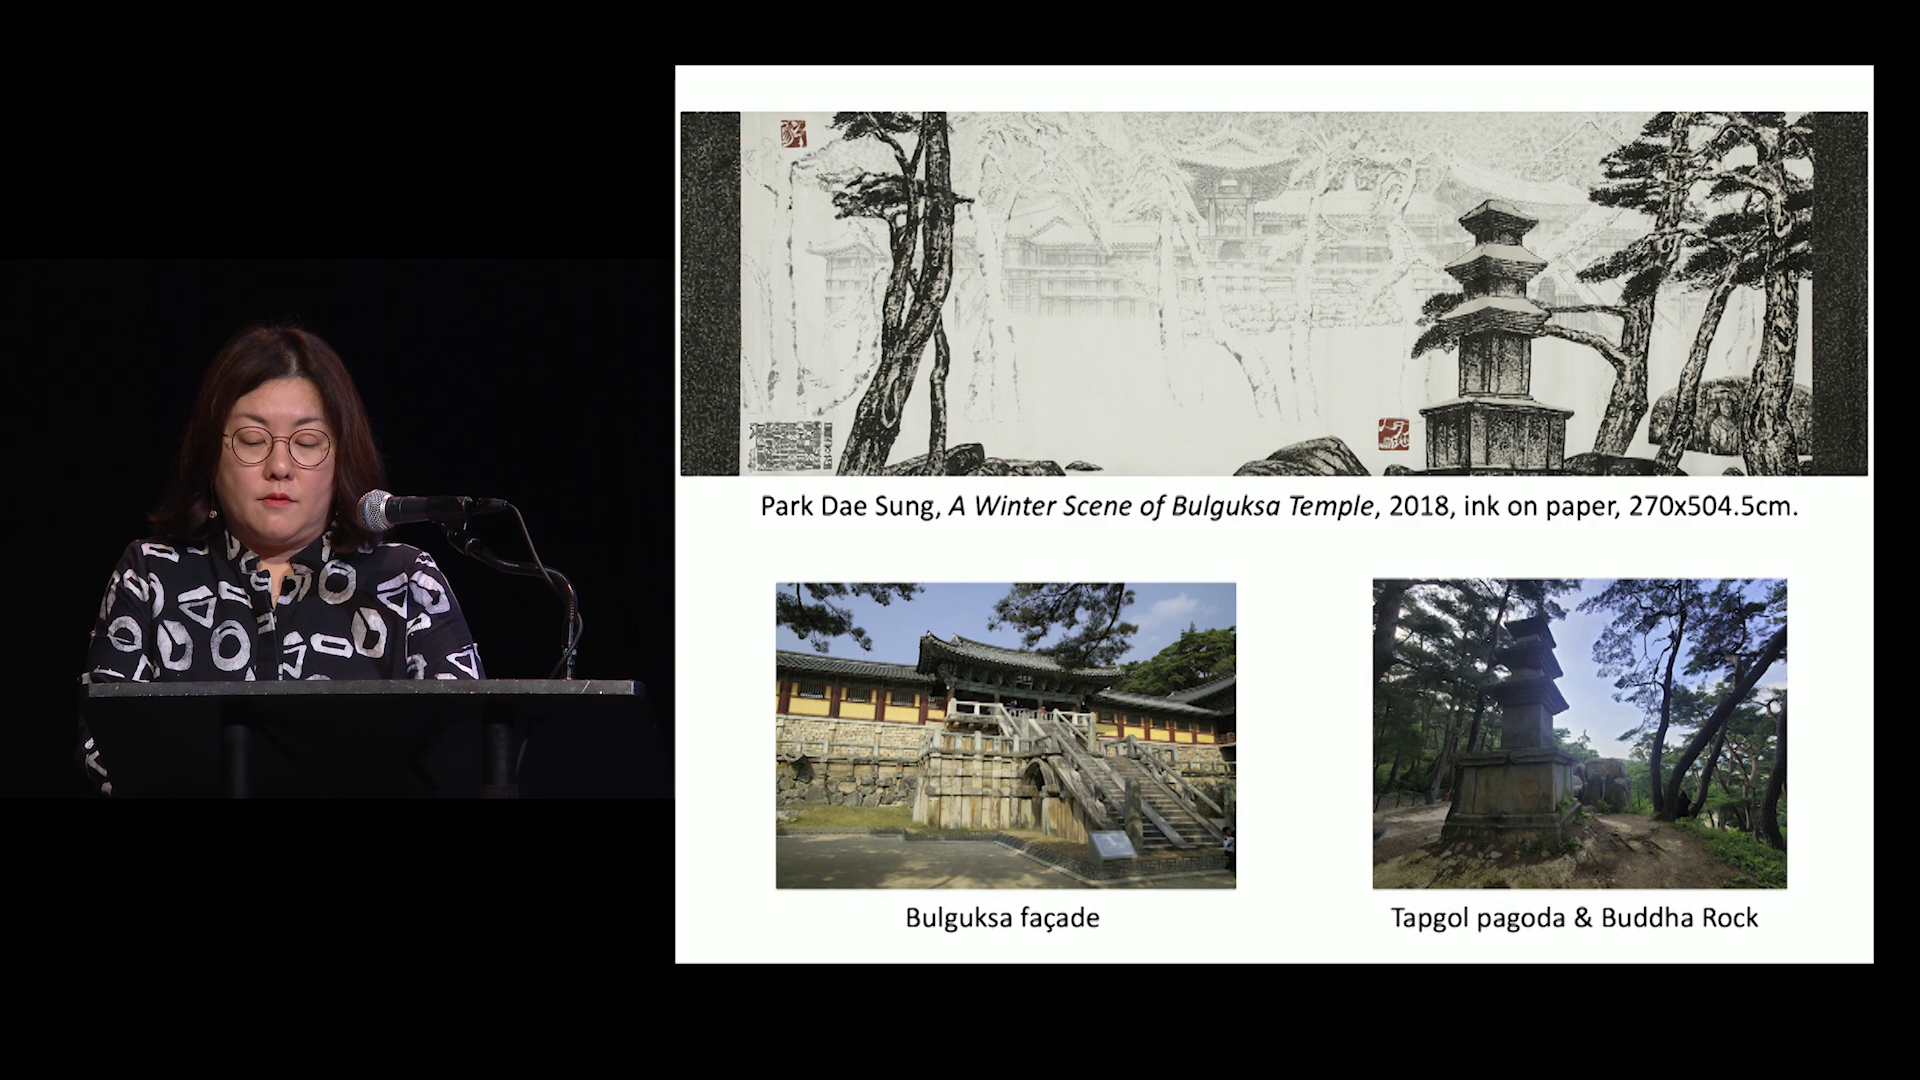 Park Dae Sung, A Winter Scene of Bulguksa Temple, 2018, ink on paper, 270x504.5cm.
Bulguksa façade
Tapgol pagoda & Buddha Rock